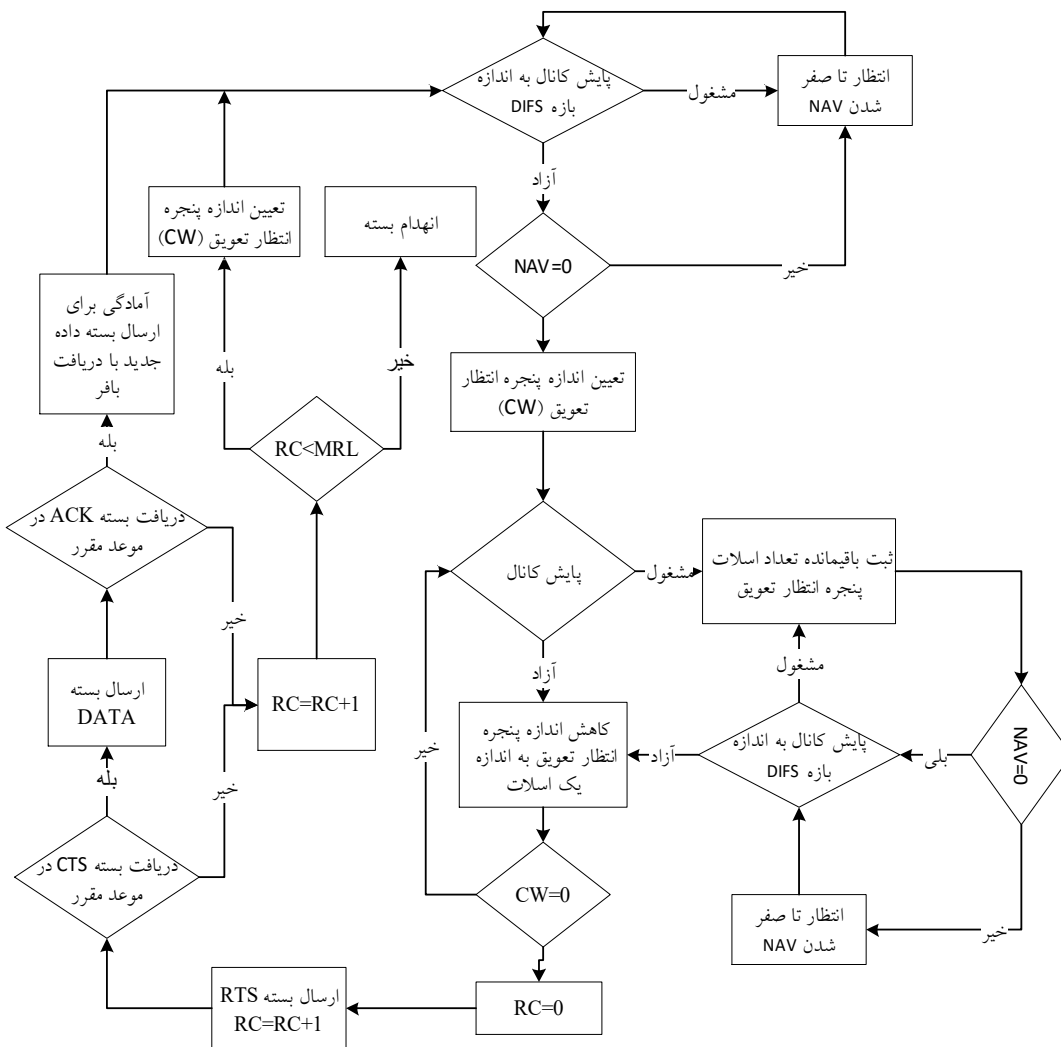 پایش کانال به اندازه
بازه DIFS
مشغول
انتظار تا صفر
شدن NAV
آزاد
NAV=0
خیر
تعیین اندازه پنجره
انتظار تعویق (CW)
انهدام بسته
آمادگی برای
ارسال بسته داده
جدید با دریافت
بافر
بله
خیر
RC<MRL
تعیین اندازه پنجره انتظار
تعویق (CW)
بله
دریافت بسته ACK در
موعد مقرر
خیر
پایش کانال
مشغول
ثبت باقیمانده تعداد اسلات
پنجره انتظار تعویق
آزاد
مشغول
ارسال بسته
DATA
RC=RC+1
خیر
کاهش اندازه پنجره
انتظار تعویق به اندازه
یک اسلات
آزاد
پایش کانال به اندازه
بازه DIFS
بلی
NAV=0
بله
خیر
دریافت بسته CTS در
موعد مقرر
CW=0
انتظار تا صفر
شدن NAV
خیر
ارسال بسته RTS
RC=RC+1
RC=0